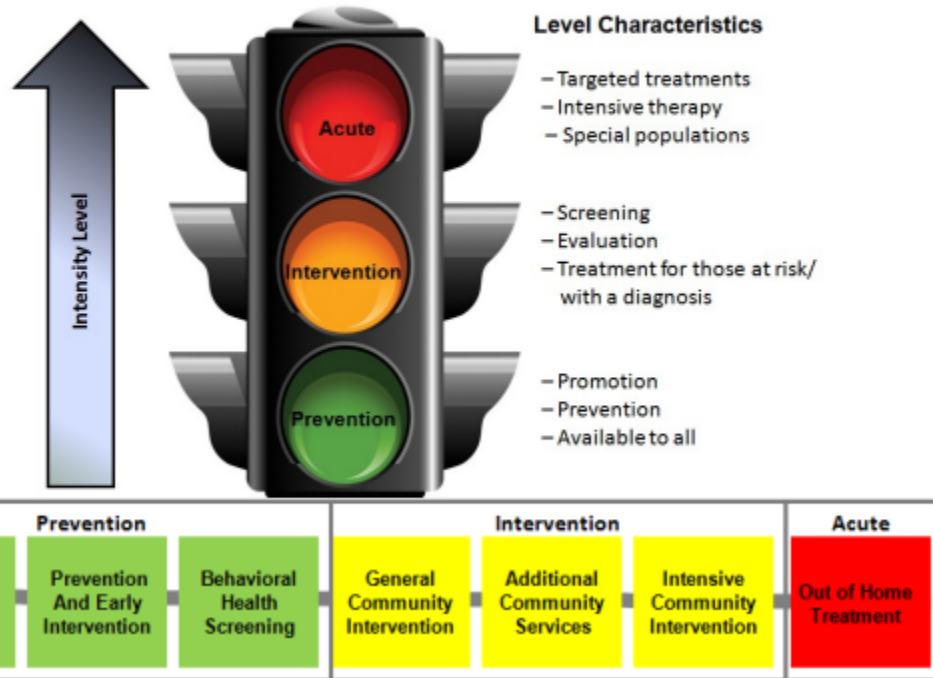 Level Characteristics
– Targeted treatments
– Intensive therapy
– Special populations
Acute
Intensity Level
– Screening
– Evaluation
– Treatment for those at risk/
with a diagnosis
Intervention
– Promotion
– Prevention
– Available to all
Prevention
Prevention
Intervention
Acute
Prevention
And Early
Intervention
Behavioral
Health
Screening
General
Community
Intervention
Additional
Community
Services
Intensive
Community
Intervention
Out of Home
Treatment